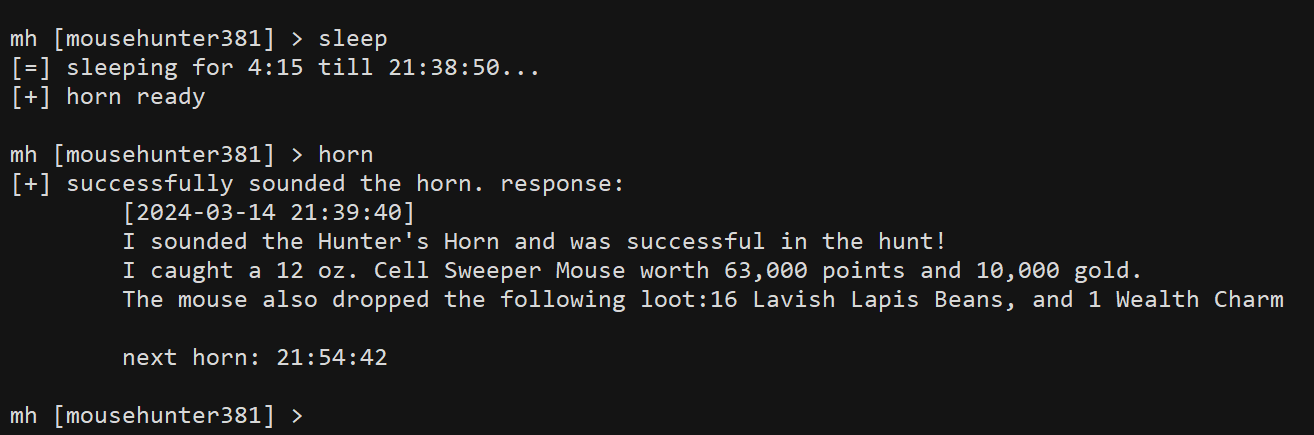 mh [mousehunter381] > sleep
[=] sleeping for 4:15 till 21:38:50...
[+] horn ready
mh [mousehunter381] > horn
[+] successfully sounded the horn. response:
[2024-03-14 21:39:40]
I sounded the Hunter's Horn and was successful in the hunt!
I caught a 12 oz. Cell Sweeper Mouse worth 63,000 points and 10,000 gold.
The mouse also dropped the following loot:16 Lavish Lapis Beans, and 1 Wealth Charm
next horn: 21:54:42
mh [mousehunter381] >